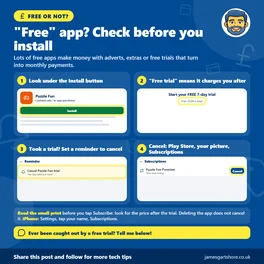 FREE OR NOT?
"Free" app? Check before you
install
Lots of free apps make money with adverts, extras or free trials that turn
into monthly payments.
1 Look under the Install button
Puzzle Fun
Contains ads · In-app purchases
Install
2 "Free trial" means it charges you after
Start your FREE 7-day trial
3 Took a trial? Set a reminder to cancel
Reminder
Cancel Puzzle Fun trial
4 Cancel: Play Store, your picture,
Subscriptions
Subscriptions
Puzzle Fun Premium
Cancel
Read the small print before you tap Subscribe: look for the price after the trial. Deleting the app does not cancel
it. iPhone: Settings, tap your name, Subscriptions.
Ever been caught out by a free trial? Tell me below!
Share this post and follow for more tech tips
jamesgartshore.co.uk